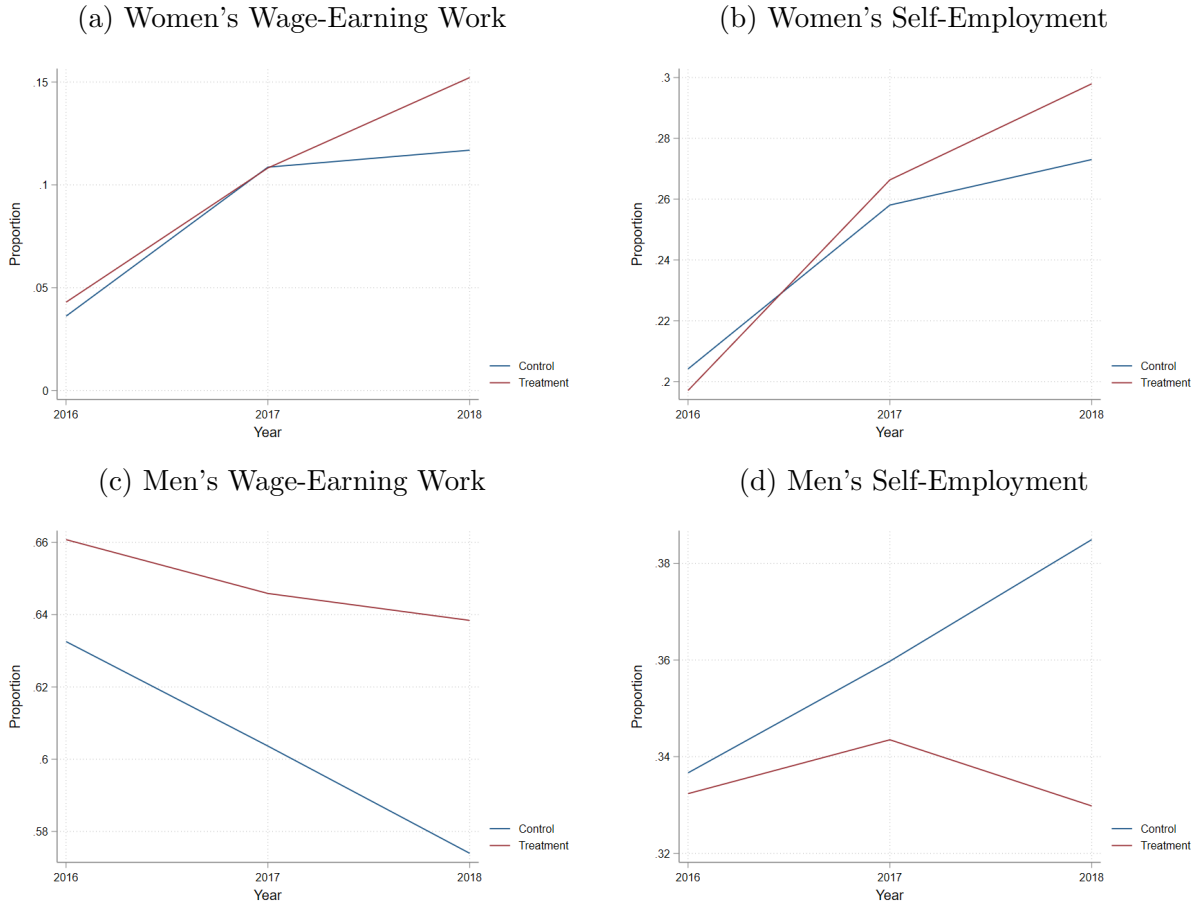 (a) Women's Wage-Earning Work
.15
.1
.05
0
Proportion
2016 2017 2018
Year
Control
Treatment
(b) Women's Self-Employment
.3
.28
.26
.24
.22
.2
Proportion
2016 2017 2018
Year
Control
Treatment
(c) Men's Wage-Earning Work
.66
.64
.62
.6
.58
Proportion
2016 2017 2018
Year
Control
Treatment
(d) Men's Self-Employment
.38
.36
.34
.32
Proportion
2016 2017 2018
Year
Control
Treatment